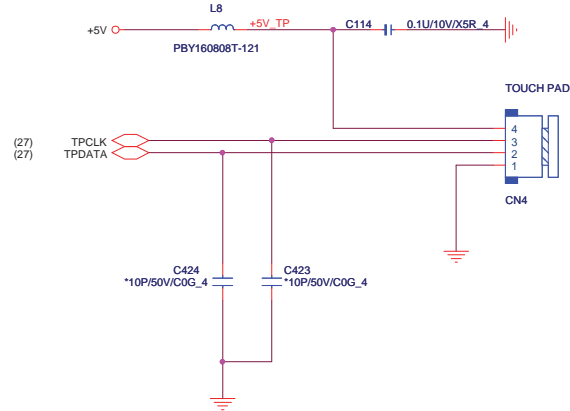 L8
+5V
+5V_TP
C114
0.1U/10V/X5R_4
PBY160808T-121
TOUCH PAD
4
(27) TPCLK
3
(27) TPDATA
2
1
CN4
C424
*10P/50V/C0G_4
C423
*10P/50V/C0G_4